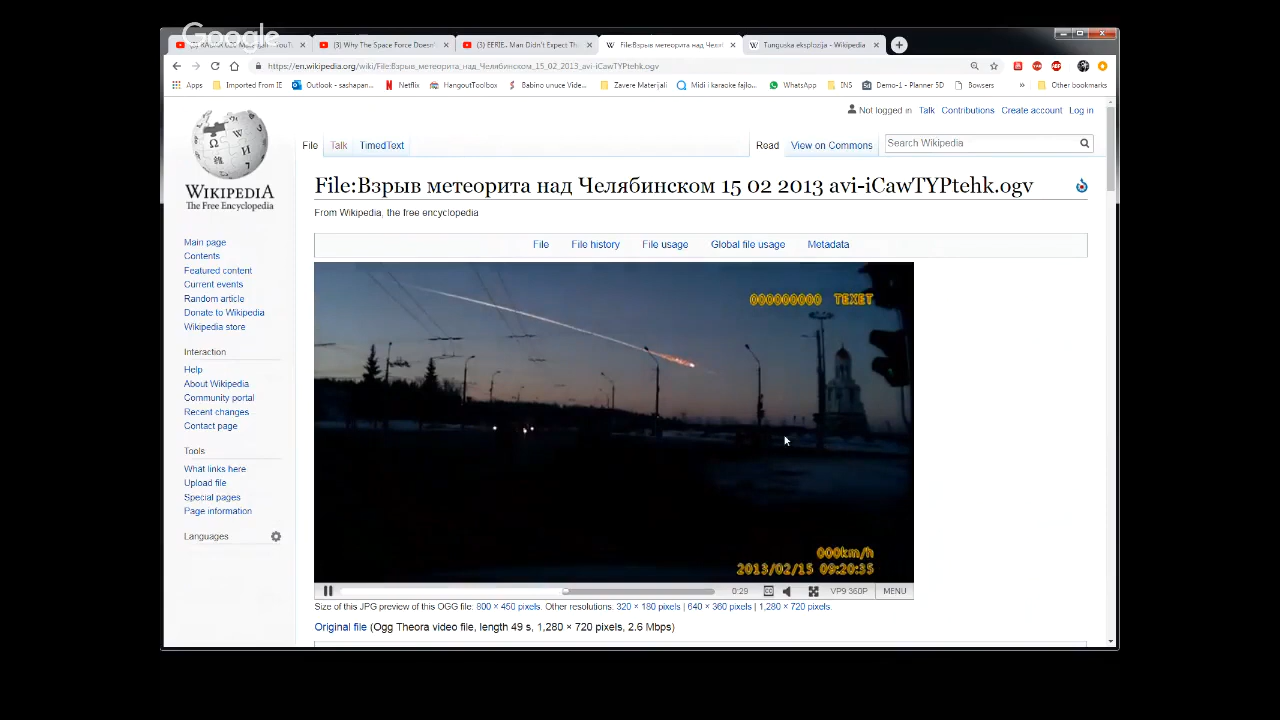 Google
(3) Why The Space Force Doesn'
(3) EERIE.. Man Didn't Expect Th
File:Взрыв метеорита над Челя
Tunguska eksplozija - Wikipedia
https://en.wikipedia.org/wiki/File:Взрыв_метеорита_над_Челябинском_15_02_2013_avi-iCawTYPtehk.ogv
Apps
Imported From IE
Outlook - sashapan...
Netflix
HangoutToolbox
Babino unuce Vide...
Zavere Materijali
Midi i karaoke fajlo...
WhatsApp
INS
Demo-1 - Planner 5D
Bowsers
Other bookmarks
Not logged in Talk Contributions Create account Log in
File Talk TimedText
Read View on Commons
Search Wikipedia
WIKIPEDIA
The Free Encyclopedia
File:Взрыв метеорита над Челябинском 15 02 2013 avi-iCawTYPtehk.ogv
From Wikipedia, the free encyclopedia
File File history File usage Global file usage Metadata
Main page
Contents
Featured content
Current events
Random article
Donate to Wikipedia
Wikipedia store
Interaction
Help
About Wikipedia
Community portal
Recent changes
Contact page
Tools
What links here
Upload file
Special pages
Page information
Languages
000000000 TEXET
000km/h
2013/02/15 09:20:35
0:29
CC
VP9 360P
MENU
Size of this JPG preview of this OGG file: 800 × 450 pixels. Other resolutions: 320 × 180 pixels | 640 × 360 pixels | 1,280 × 720 pixels.
Original file (Ogg Theora video file, length 49 s, 1,280 × 720 pixels, 2.6 Mbps)